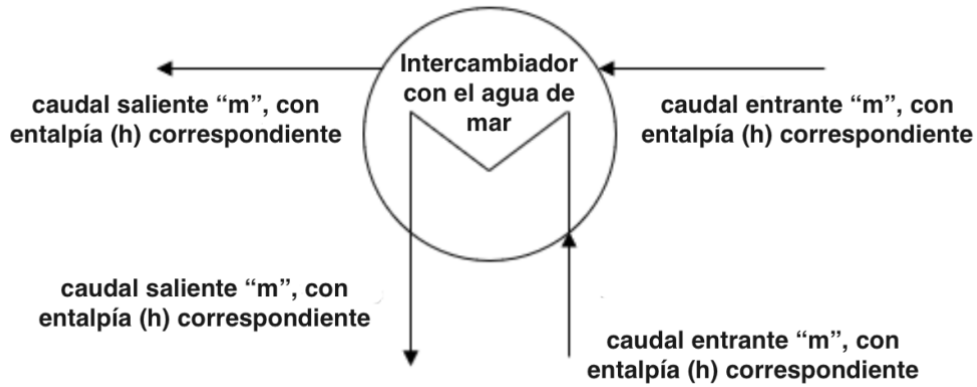 Intercambiador
con el agua de
mar
caudal saliente “m”, con
entalpía (h) correspondiente
caudal entrante “m”, con
entalpía (h) correspondiente
caudal saliente “m”, con
entalpía (h) correspondiente
caudal entrante “m”, con
entalpía (h) correspondiente